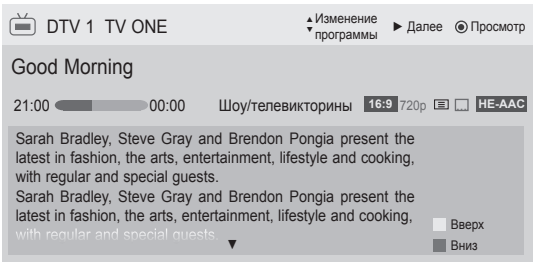 DTV 1 TV ONE
Изменение
программы
Далее
Просмотр
Good Morning
21:00 00:00 Шоу/телевикторины 16:9 720p HE-AAC
Sarah Bradley, Steve Gray and Brendon Pongia present the
latest in fashion, the arts, entertainment, lifestyle and cooking,
with regular and special guests.
Sarah Bradley, Steve Gray and Brendon Pongia present the
latest in fashion, the arts, entertainment, lifestyle and cooking,
with regular and special guests.
Вверх
Вниз